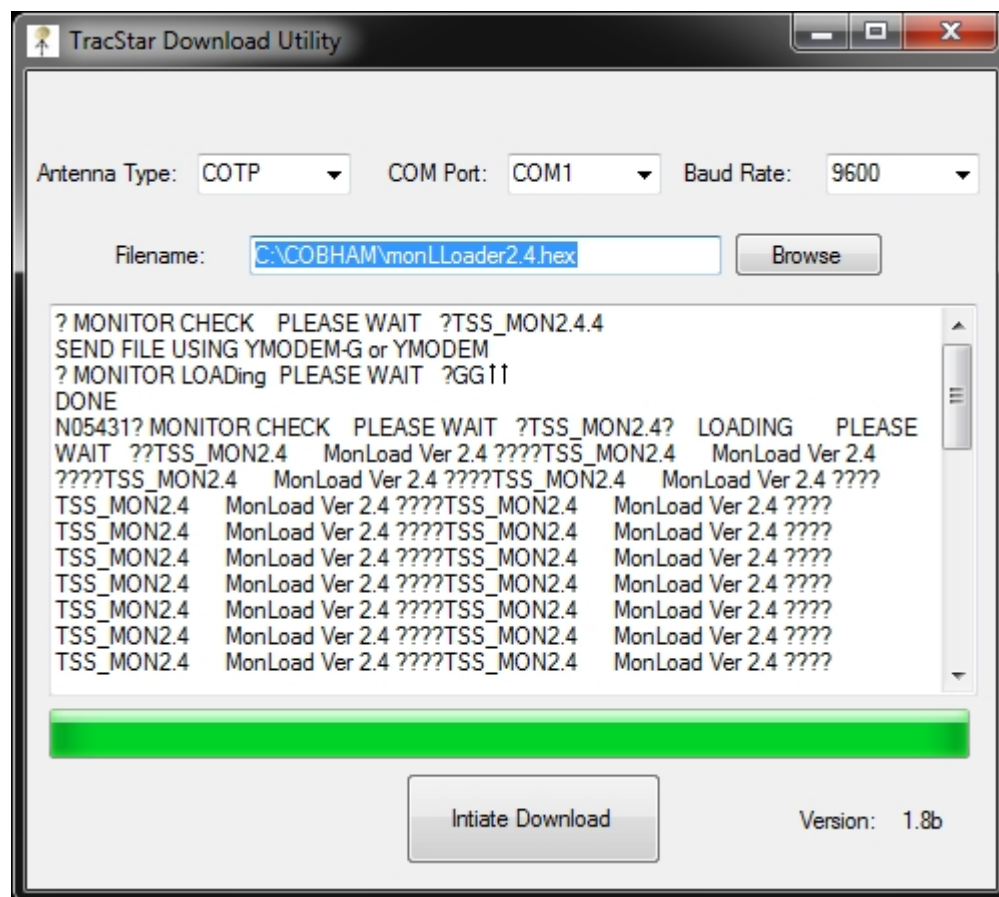 TracStar Download Utility
Antenna Type: COTP COM Port: COM1 Baud Rate: 9600
Filename: C:\COBHAM\monLLoader2.4.hex Browse
? MONITOR CHECK PLEASE WAIT ?TSS_MON2.4.4
SEND FILE USING YMODEM-G or YMODEM
? MONITOR LOADing PLEASE WAIT ?GG↑↑
DONE
N05431? MONITOR CHECK PLEASE WAIT ?TSS_MON2.4? LOADING PLEASE
WAIT ??TSS_MON2.4 MonLoad Ver 2.4 ????TSS_MON2.4 MonLoad Ver 2.4
????TSS_MON2.4 MonLoad Ver 2.4 ????TSS_MON2.4 MonLoad Ver 2.4 ????
TSS_MON2.4 MonLoad Ver 2.4 ????TSS_MON2.4 MonLoad Ver 2.4 ????
TSS_MON2.4 MonLoad Ver 2.4 ????TSS_MON2.4 MonLoad Ver 2.4 ????
TSS_MON2.4 MonLoad Ver 2.4 ????TSS_MON2.4 MonLoad Ver 2.4 ????
TSS_MON2.4 MonLoad Ver 2.4 ????TSS_MON2.4 MonLoad Ver 2.4 ????
TSS_MON2.4 MonLoad Ver 2.4 ????TSS_MON2.4 MonLoad Ver 2.4 ????
TSS_MON2.4 MonLoad Ver 2.4 ????TSS_MON2.4 MonLoad Ver 2.4 ????
TSS_MON2.4 MonLoad Ver 2.4 ????TSS_MON2.4 MonLoad Ver 2.4 ????
Intiate Download Version: 1.8b